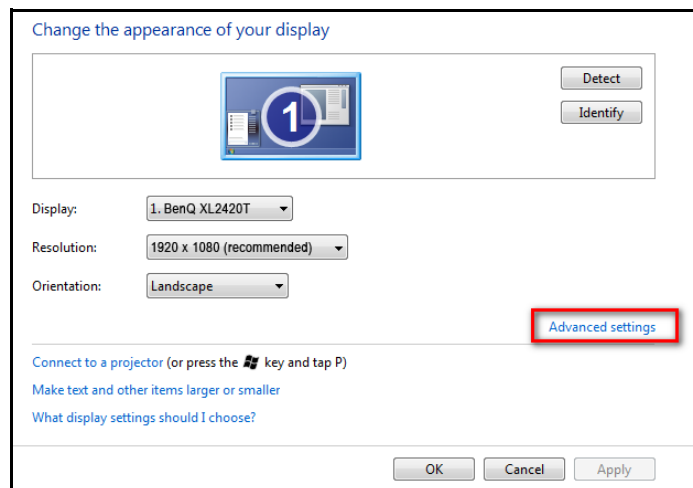 Change the appearance of your display
Detect
1
Identify
Display: 1. BenQ XL2420T
Resolution: 1920 x 1080 (recommended)
Orientation: Landscape
Advanced settings
Connect to a projector (or press the key and tap P)
Make text and other items larger or smaller
What display settings should I choose?
OK Cancel Apply